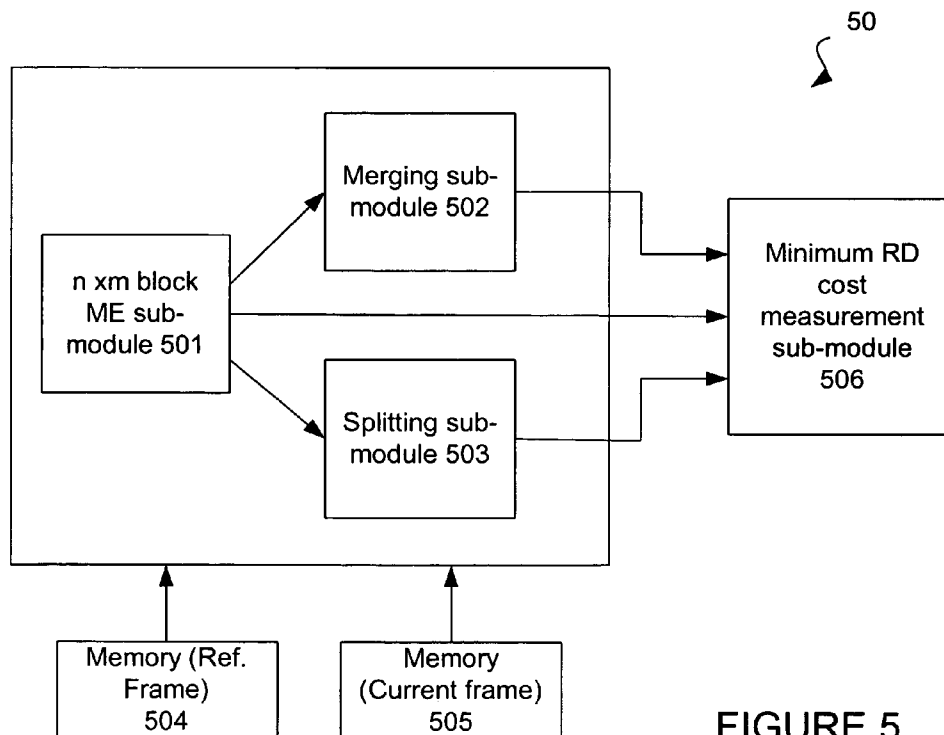 50
Merging sub-
module 502
n xm block
ME sub-
module 501
Minimum RD
cost
measurement
sub-module
506
Splitting sub-
module 503
Memory (Ref.
Frame)
504
Memory
(Current frame)
505
FIGURE 5